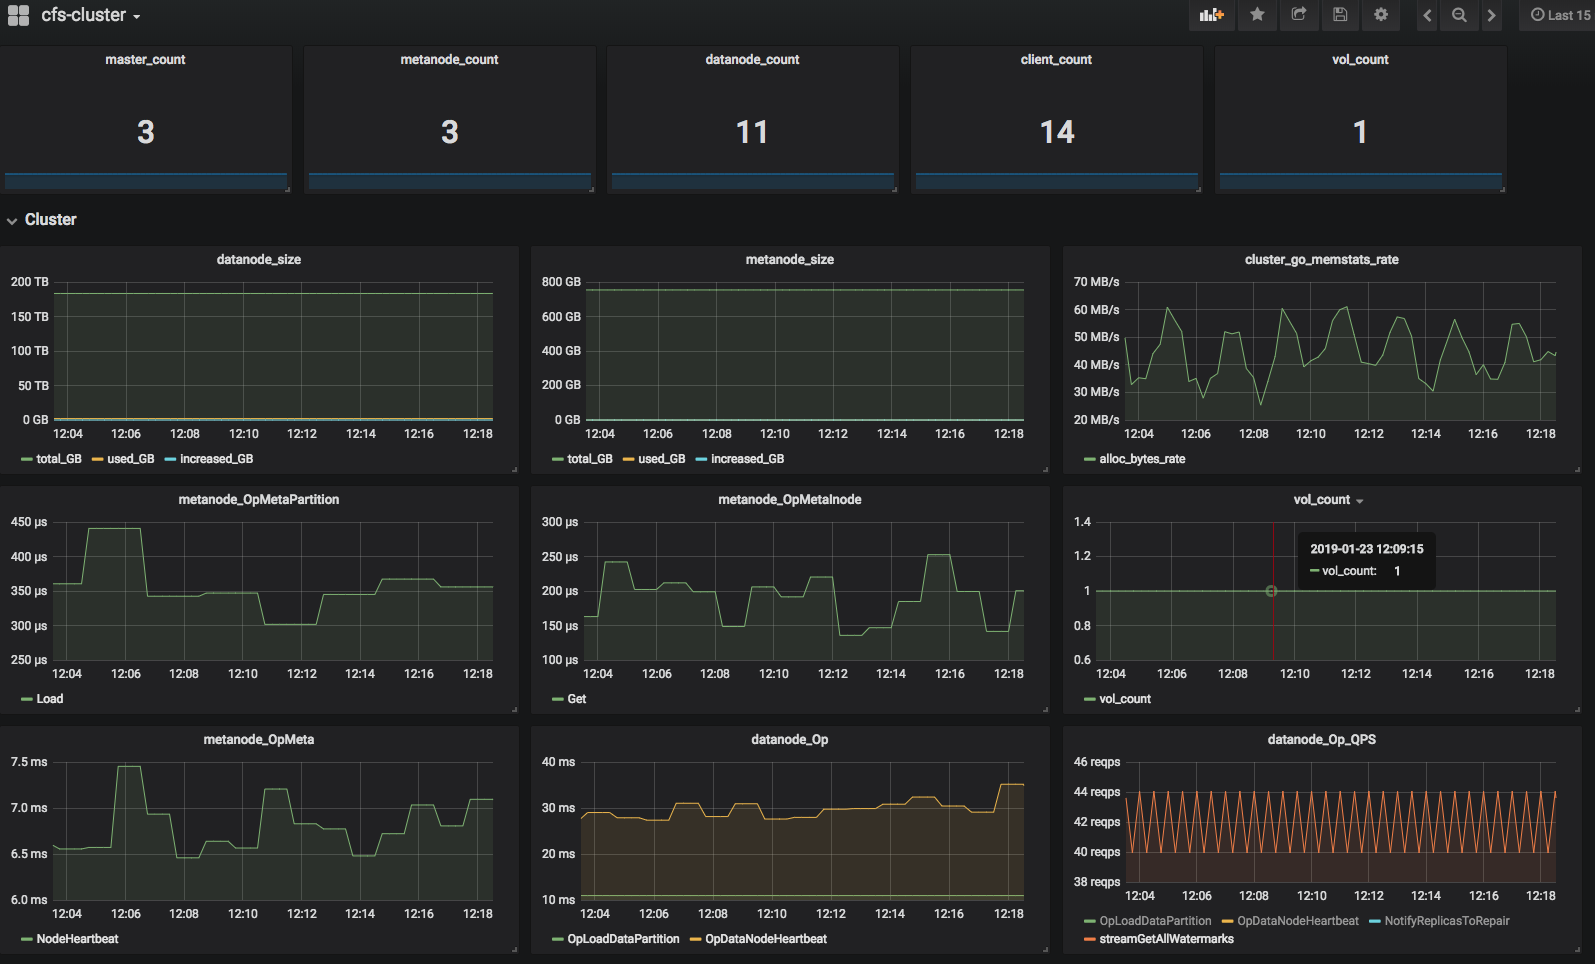 cfs-cluster
Last 15
master_count
metanode_count
datanode_count
client_count
vol_count
3
3
11
14
1
Cluster
datanode_size
200 TB
150 TB
100 TB
50 TB
0 GB
12:04 12:06 12:08 12:10 12:12 12:14 12:16 12:18
total_GB used_GB increased_GB
metanode_size
800 GB
600 GB
400 GB
200 GB
0 GB
12:04 12:06 12:08 12:10 12:12 12:14 12:16 12:18
total_GB used_GB increased_GB
cluster_go_memstats_rate
70 MB/s
60 MB/s
50 MB/s
40 MB/s
30 MB/s
20 MB/s
12:04 12:06 12:08 12:10 12:12 12:14 12:16 12:18
alloc_bytes_rate
metanode_OpMetaPartition
450 µs
400 µs
350 µs
300 µs
250 µs
12:04 12:06 12:08 12:10 12:12 12:14 12:16 12:18
Load
metanode_OpMetaInode
300 µs
250 µs
200 µs
150 µs
100 µs
12:04 12:06 12:08 12:10 12:12 12:14 12:16 12:18
Get
vol_count
1.4
1.2
1
0.8
0.6
2019-01-23 12:09:15
vol_count: 1
12:04 12:06 12:08 12:10 12:12 12:14 12:16 12:18
vol_count
metanode_OpMeta
7.5 ms
7.0 ms
6.5 ms
6.0 ms
12:04 12:06 12:08 12:10 12:12 12:14 12:16 12:18
NodeHeartbeat
datanode_Op
40 ms
30 ms
20 ms
10 ms
12:04 12:06 12:08 12:10 12:12 12:14 12:16 12:18
OpLoadDataPartition OpDataNodeHeartbeat
datanode_Op_QPS
46 reqps
44 reqps
42 reqps
40 reqps
38 reqps
12:04 12:06 12:08 12:10 12:12 12:14 12:16 12:18
OpLoadDataPartition OpDataNodeHeartbeat NotifyReplicasToRepair
streamGetAllWatermarks